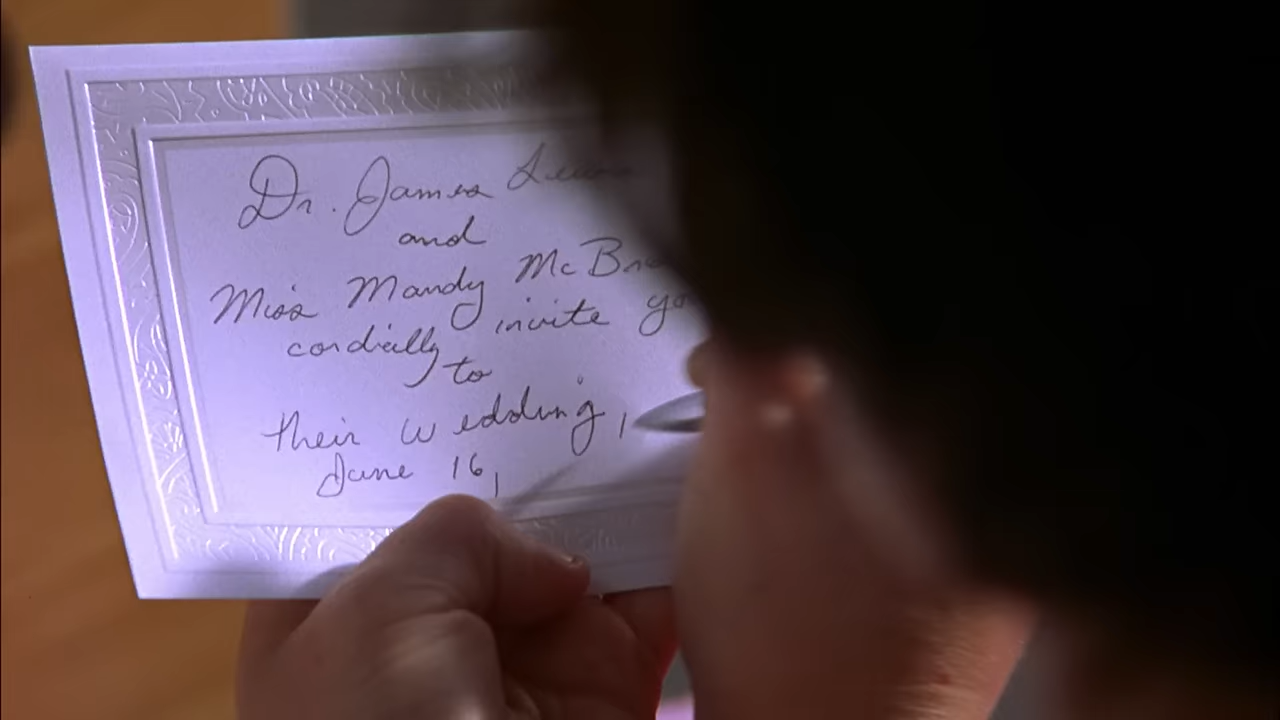 Dr. James
and
Miss Mandy
cordially invite
to
their wedding,
June 16,